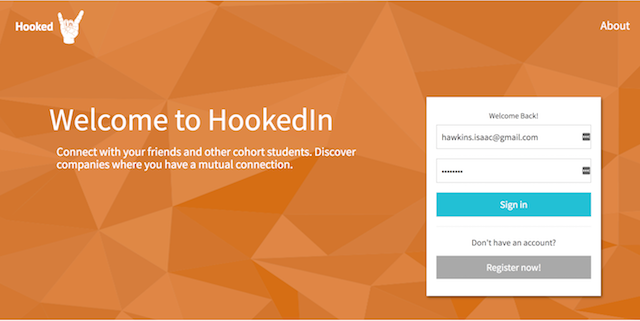 Hooked
About
Welcome to HookedIn
Connect with your friends and other cohort students. Discover
companies where you have a mutual connection.
Welcome Back!
hawkins.isaac@gmail.com
••••••••
Sign in
Don't have an account?
Register now!